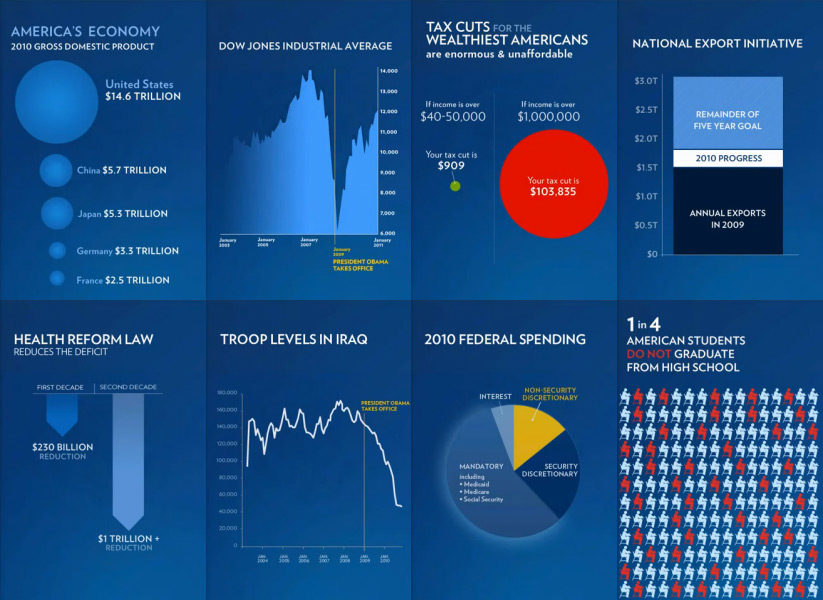 AMERICA'S ECONOMY
2010 GROSS DOMESTIC PRODUCT
United States
$14.6 TRILLION
China $5.7 TRILLION
Japan $5.3 TRILLION
Germany $3.3 TRILLION
France $2.5 TRILLION
DOW JONES INDUSTRIAL AVERAGE
14,000
13,000
12,000
11,000
10,000
9,000
8,000
7,000
6,000
January
2003
January
2005
January
2007
January
2009
January
2011
PRESIDENT OBAMA
TAKES OFFICE
TAX CUTS FOR THE
WEALTHIEST AMERICANS
are enormous & unaffordable
If income is over
$40-50,000
Your tax cut is
$909
If income is over
$1,000,000
Your tax cut is
$103,835
NATIONAL EXPORT INITIATIVE
$3.0T
$2.5T
$2.0T
$1.5T
$1.0T
$0.5T
$0
REMAINDER OF
FIVE YEAR GOAL
2010 PROGRESS
ANNUAL EXPORTS
IN 2009
HEALTH REFORM LAW
REDUCES THE DEFICIT
FIRST DECADE | SECOND DECADE
$230 BILLION
REDUCTION
$1 TRILLION +
REDUCTION
TROOP LEVELS IN IRAQ
180,000
160,000
140,000
120,000
100,000
80,000
60,000
40,000
20,000
0
PRESIDENT OBAMA
TAKES OFFICE
JAN
2004
JAN
2005
JAN
2006
JAN
2007
JAN
2008
JAN
2009
JAN
2010
2010 FEDERAL SPENDING
INTEREST
NON-SECURITY
DISCRETIONARY
SECURITY
DISCRETIONARY
MANDATORY
including
• Medicaid
• Medicare
• Social Security
1 in 4
AMERICAN STUDENTS
DO NOT GRADUATE
FROM HIGH SCHOOL